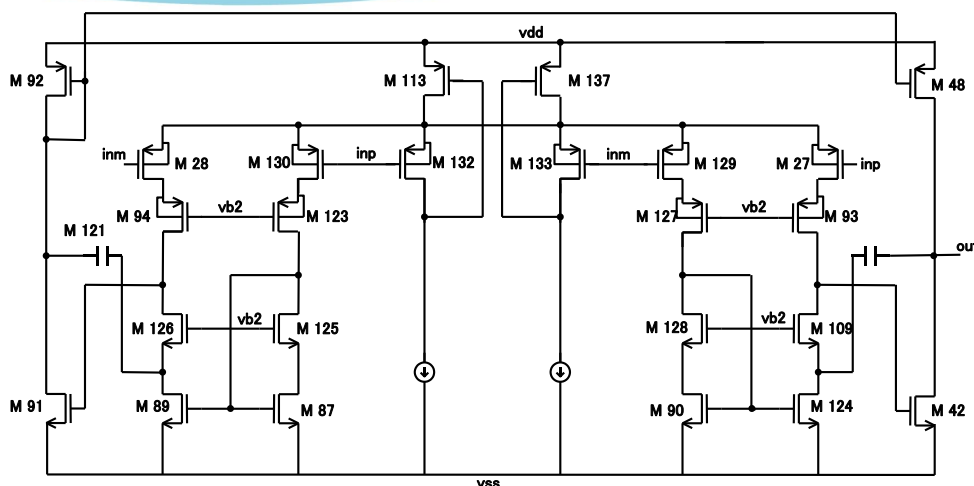 vdd
M 92
M 113
M 137
M 48
inm
M 28
M 130
inp
M 132
M 133
inm
M 129
M 27
inp
M 94
vb2
M 123
M 127
vb2
M 93
M 121
out
M 126
vb2
M 125
M 128
vb2
M 109
M 91
M 89
M 87
M 90
M 124
M 42
vss